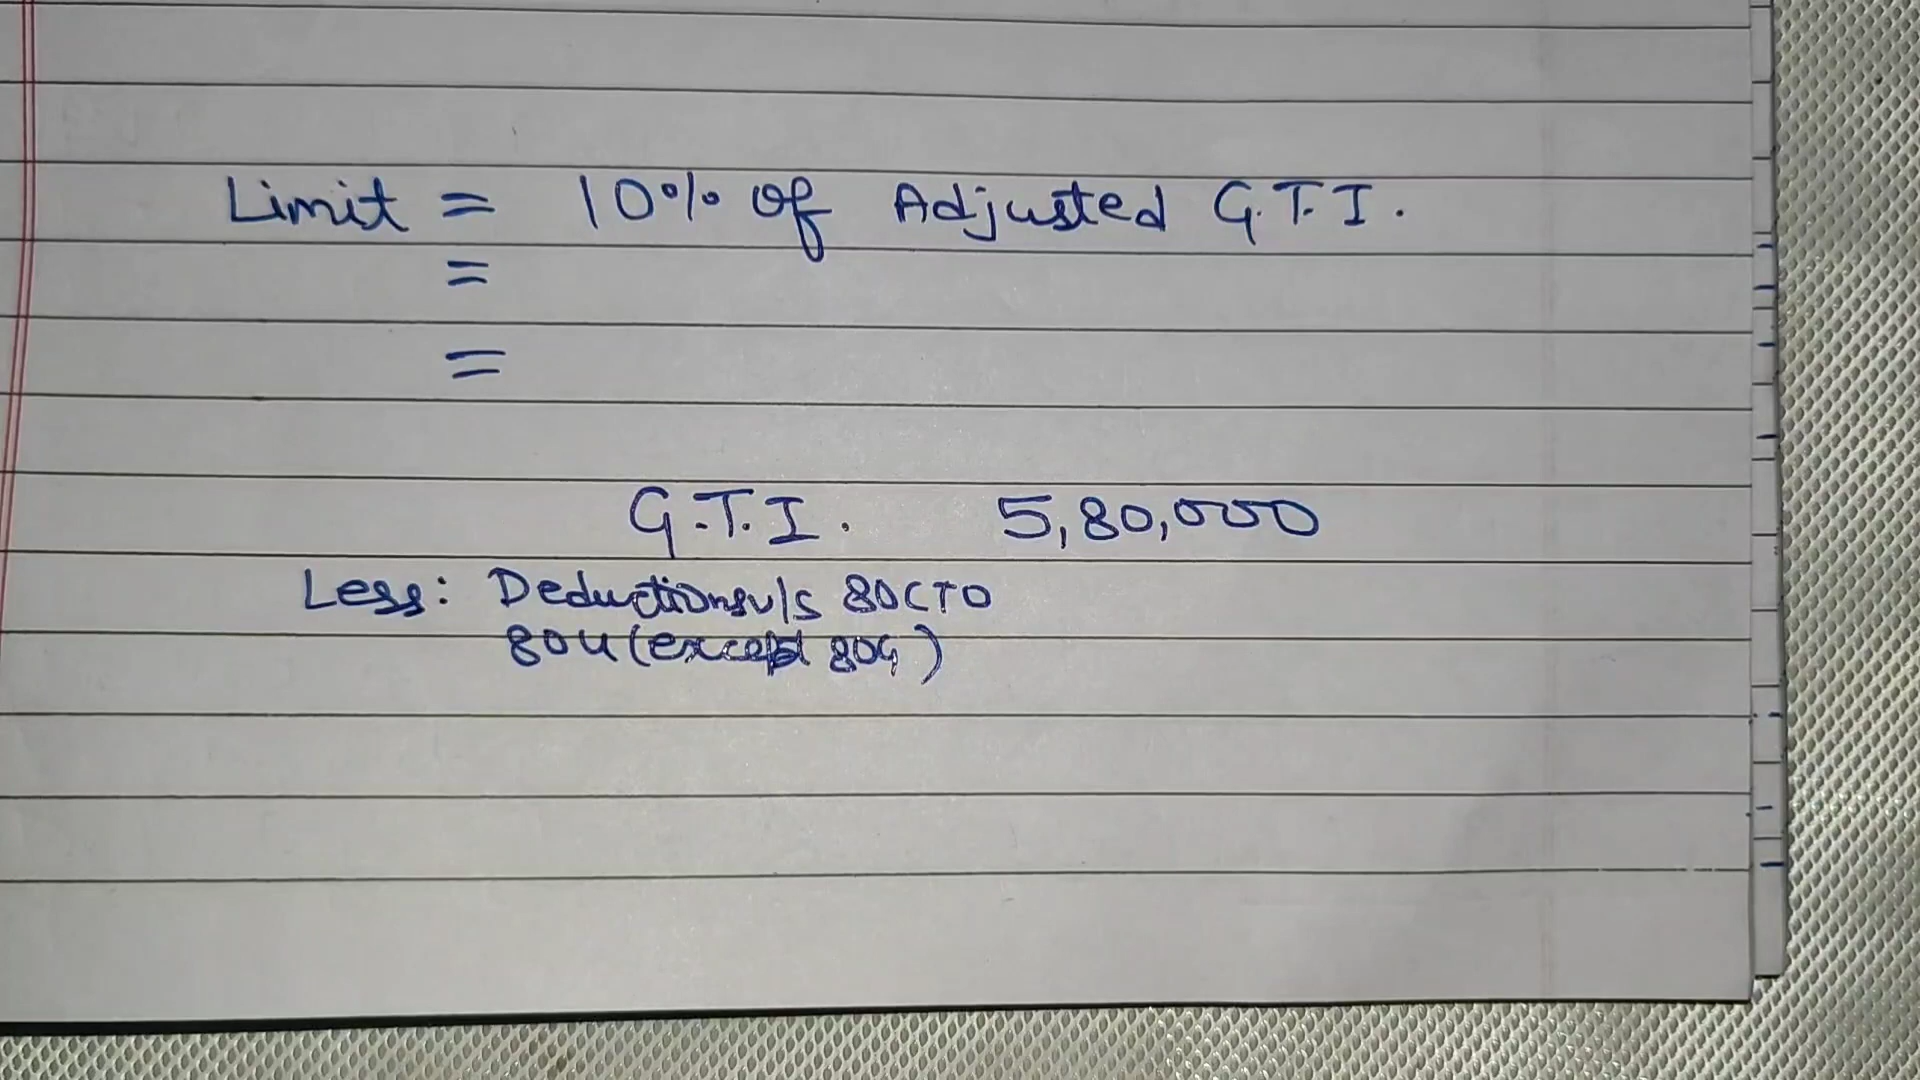 Limit = 10% of Adjusted G.T.I.
=
=
G.T.I. 5,80,000
Less: Deductions u/s 80C TO
80U (except 80G)